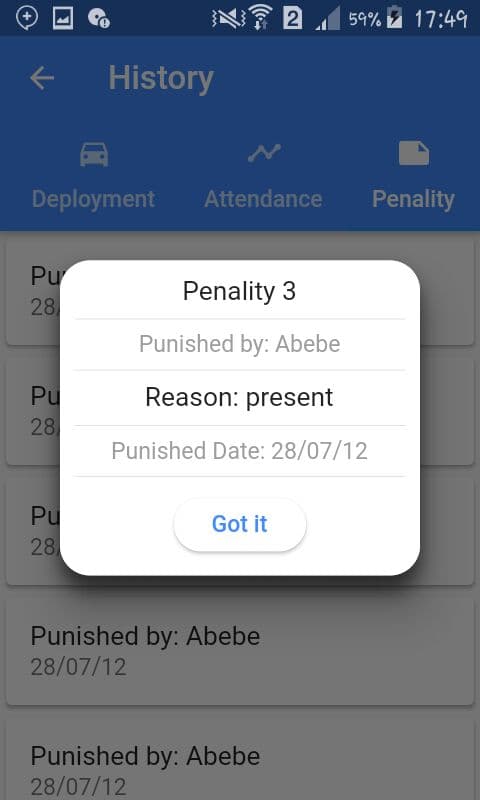 2 59% 17:49
History
Deployment Attendance Penality
Pu
28/
Penality 3
Punished by: Abebe
Pu
28/
Reason: present
Punished Date: 28/07/12
Pu
28/
Got it
Punished by: Abebe
28/07/12
Punished by: Abebe
28/07/12